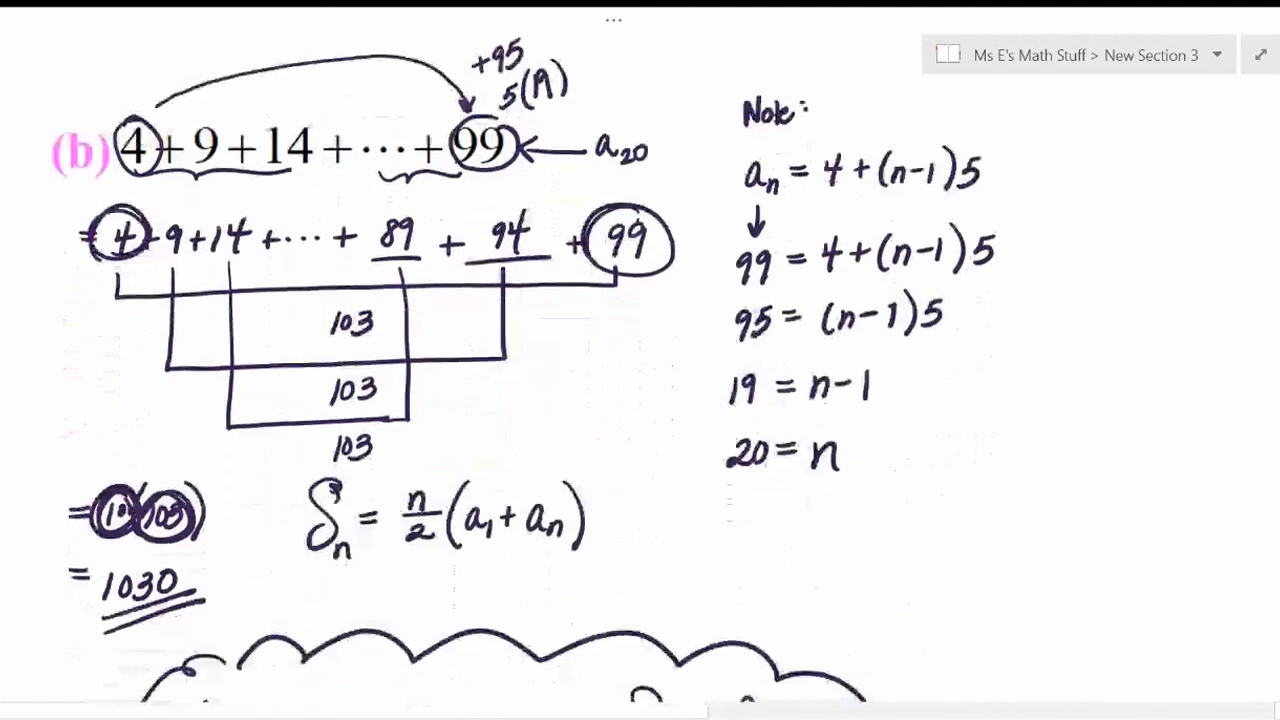 ...
Ms E's Math Stuff > New Section 3
+95
5(19)
(b) 4 + 9 + 14 + ⋯ + 99 ← a₂₀
= 4 + 9 + 14 + ⋯ + 89 + 94 + 99
103
103
103
= 10(103)
= 1030
Sₙ = n/2 (a₁ + aₙ)
Note:
aₙ = 4 + (n-1)5
99 = 4 + (n-1)5
95 = (n-1)5
19 = n-1
20 = n